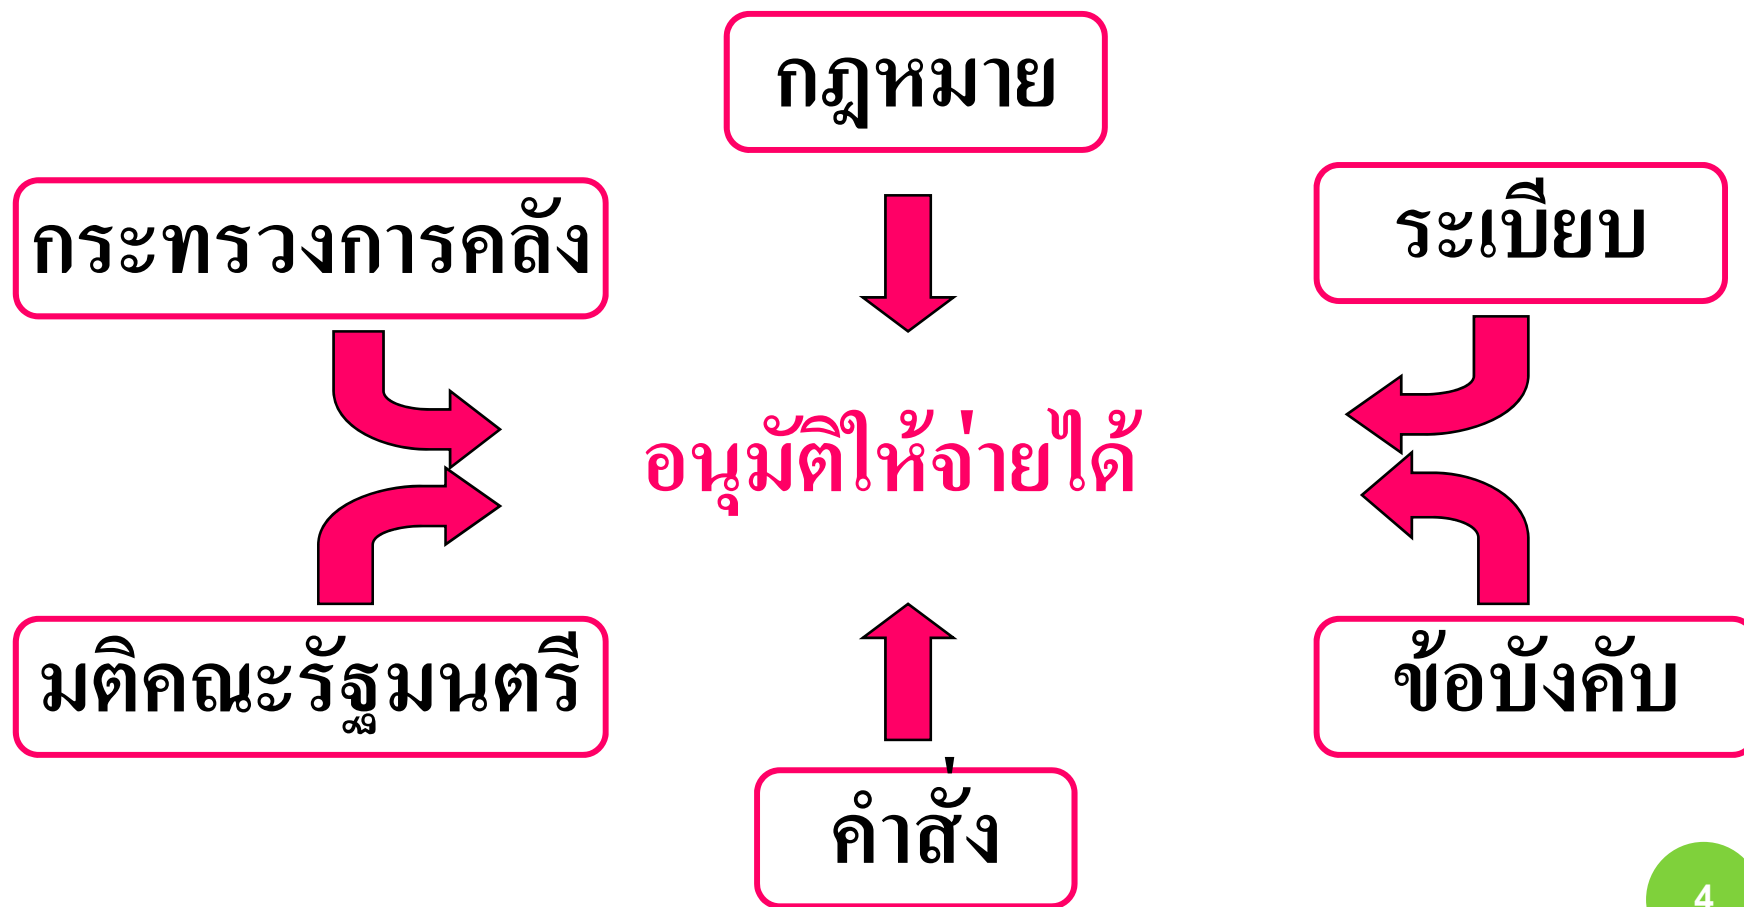 กฎหมาย
กระทรวงการคลัง
ระเบียบ
อนุมัติให้จ่ายได้
มติคณะรัฐมนตรี
ข้อบังคับ
คำสั่ง
4